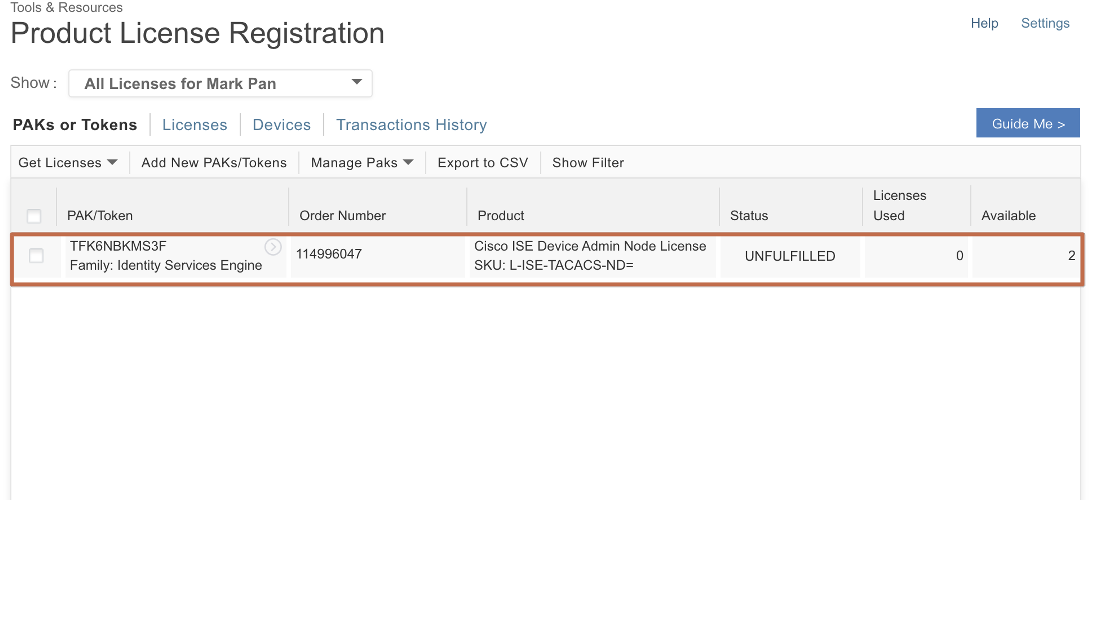 Tools & Resources
Product License Registration
Help Settings
Show : All Licenses for Mark Pan
PAKs or Tokens Licenses Devices Transactions History
Guide Me >
Get Licenses Add New PAKs/Tokens Manage Paks Export to CSV Show Filter
PAK/Token Order Number Product Status Licenses Used Available
TFK6NBKMS3F
Family: Identity Services Engine
114996047
Cisco ISE Device Admin Node License
SKU: L-ISE-TACACS-ND=
UNFULFILLED
0
2